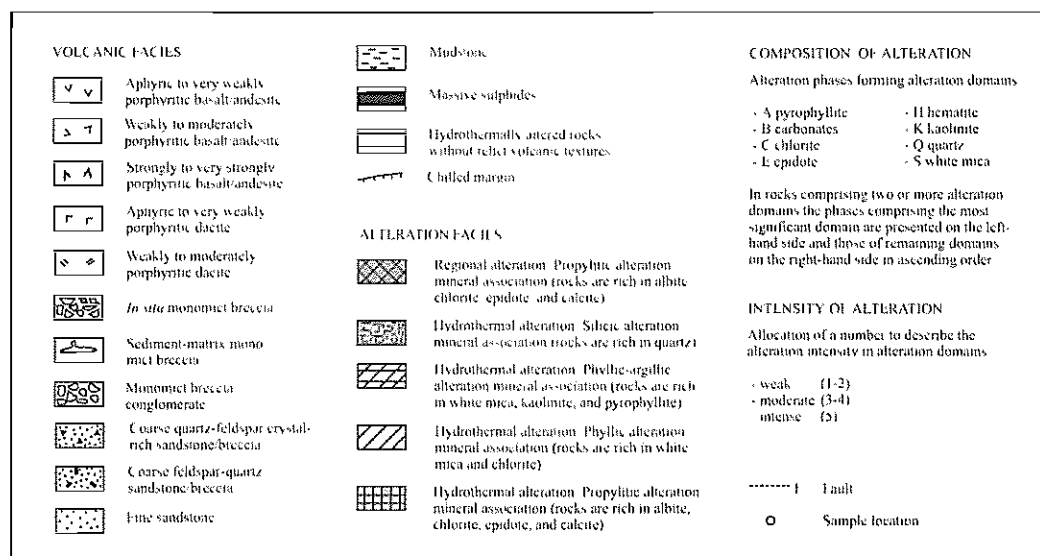 VOLCANIC FACIES
Aphyric to very weakly
porphyritic basalt/andesite
Weakly to moderately
porphyritic basalt/andesite
Strongly to very strongly
porphyritic basalt/andesite
Aphyric to very weakly
porphyritic dacite
Weakly to moderately
porphyritic dacite
In situ monomict breccia
Sediment-matrix mono
mict breccia
Monomict breccia
conglomerate
Coarse quartz-feldspar crystal-
rich sandstone/breccia
Coarse feldspar-quartz
sandstone/breccia
Fine sandstone
Mudstone
Massive sulphides
Hydrothermally altered rocks
without relict volcanic textures
Chilled margin
ALTERATION FACIES
Regional alteration Propylitic alteration
mineral association (rocks are rich in albite
chlorite, epidote, and calcite)
Hydrothermal alteration Silicic alteration
mineral association (rocks are rich in quartz)
Hydrothermal alteration Phyllic-argillic
alteration mineral association (rocks are rich
in white mica, kaolinite, and pyrophyllite)
Hydrothermal alteration Phyllic alteration
mineral association (rocks are rich in white
mica and chlorite)
Hydrothermal alteration Propylitic alteration
mineral association (rocks are rich in albite,
chlorite, epidote, and calcite)
COMPOSITION OF ALTERATION
Alteration phases forming alteration domains
- A pyrophyllite
- B carbonates
- C chlorite
- E epidote
- H hematite
- K kaolinite
- Q quartz
- S white mica
In rocks comprising two or more alteration
domains the phases comprising the most
significant domain are presented on the left-
hand side and those of remaining domains
on the right-hand side in ascending order
INTENSITY OF ALTERATION
Allocation of a number to describe the
alteration intensity in alteration domains
- weak (1-2)
- moderate (3-4)
intense (5)
F Fault
Sample location